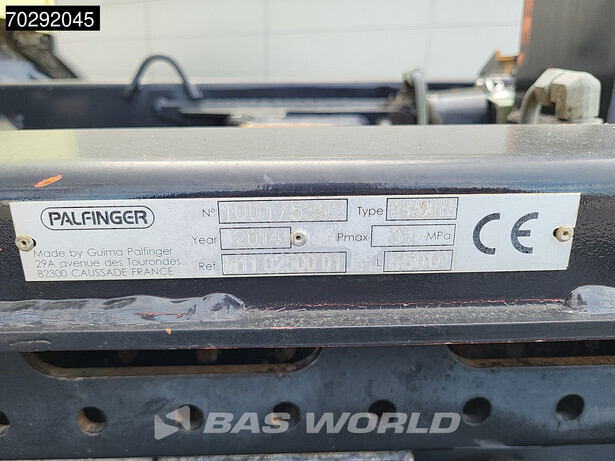 70292045
PALFINGER
N°
Type
Year 2014 Pmax MPa
Made by Guima Palfinger
29A avenue des Tourondes
82300 CAUSSADE FRANCE
Ref
L
CE
BAS WORLD